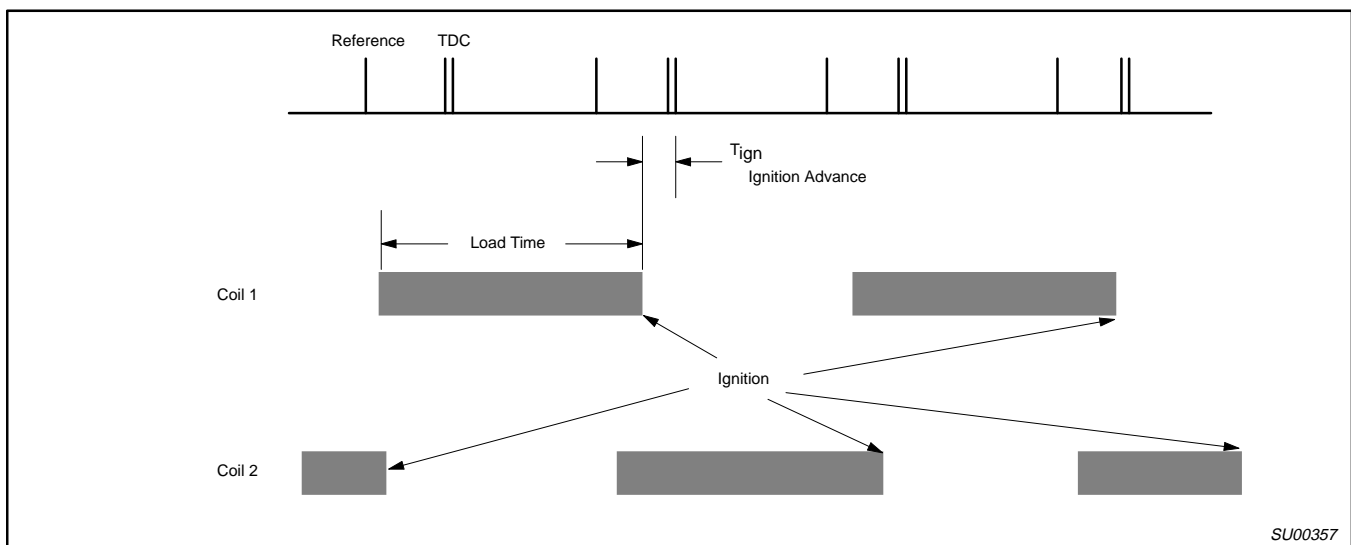 Reference TDC
Tign
Ignition Advance
Load Time
Coil 1
Ignition
Coil 2
SU00357